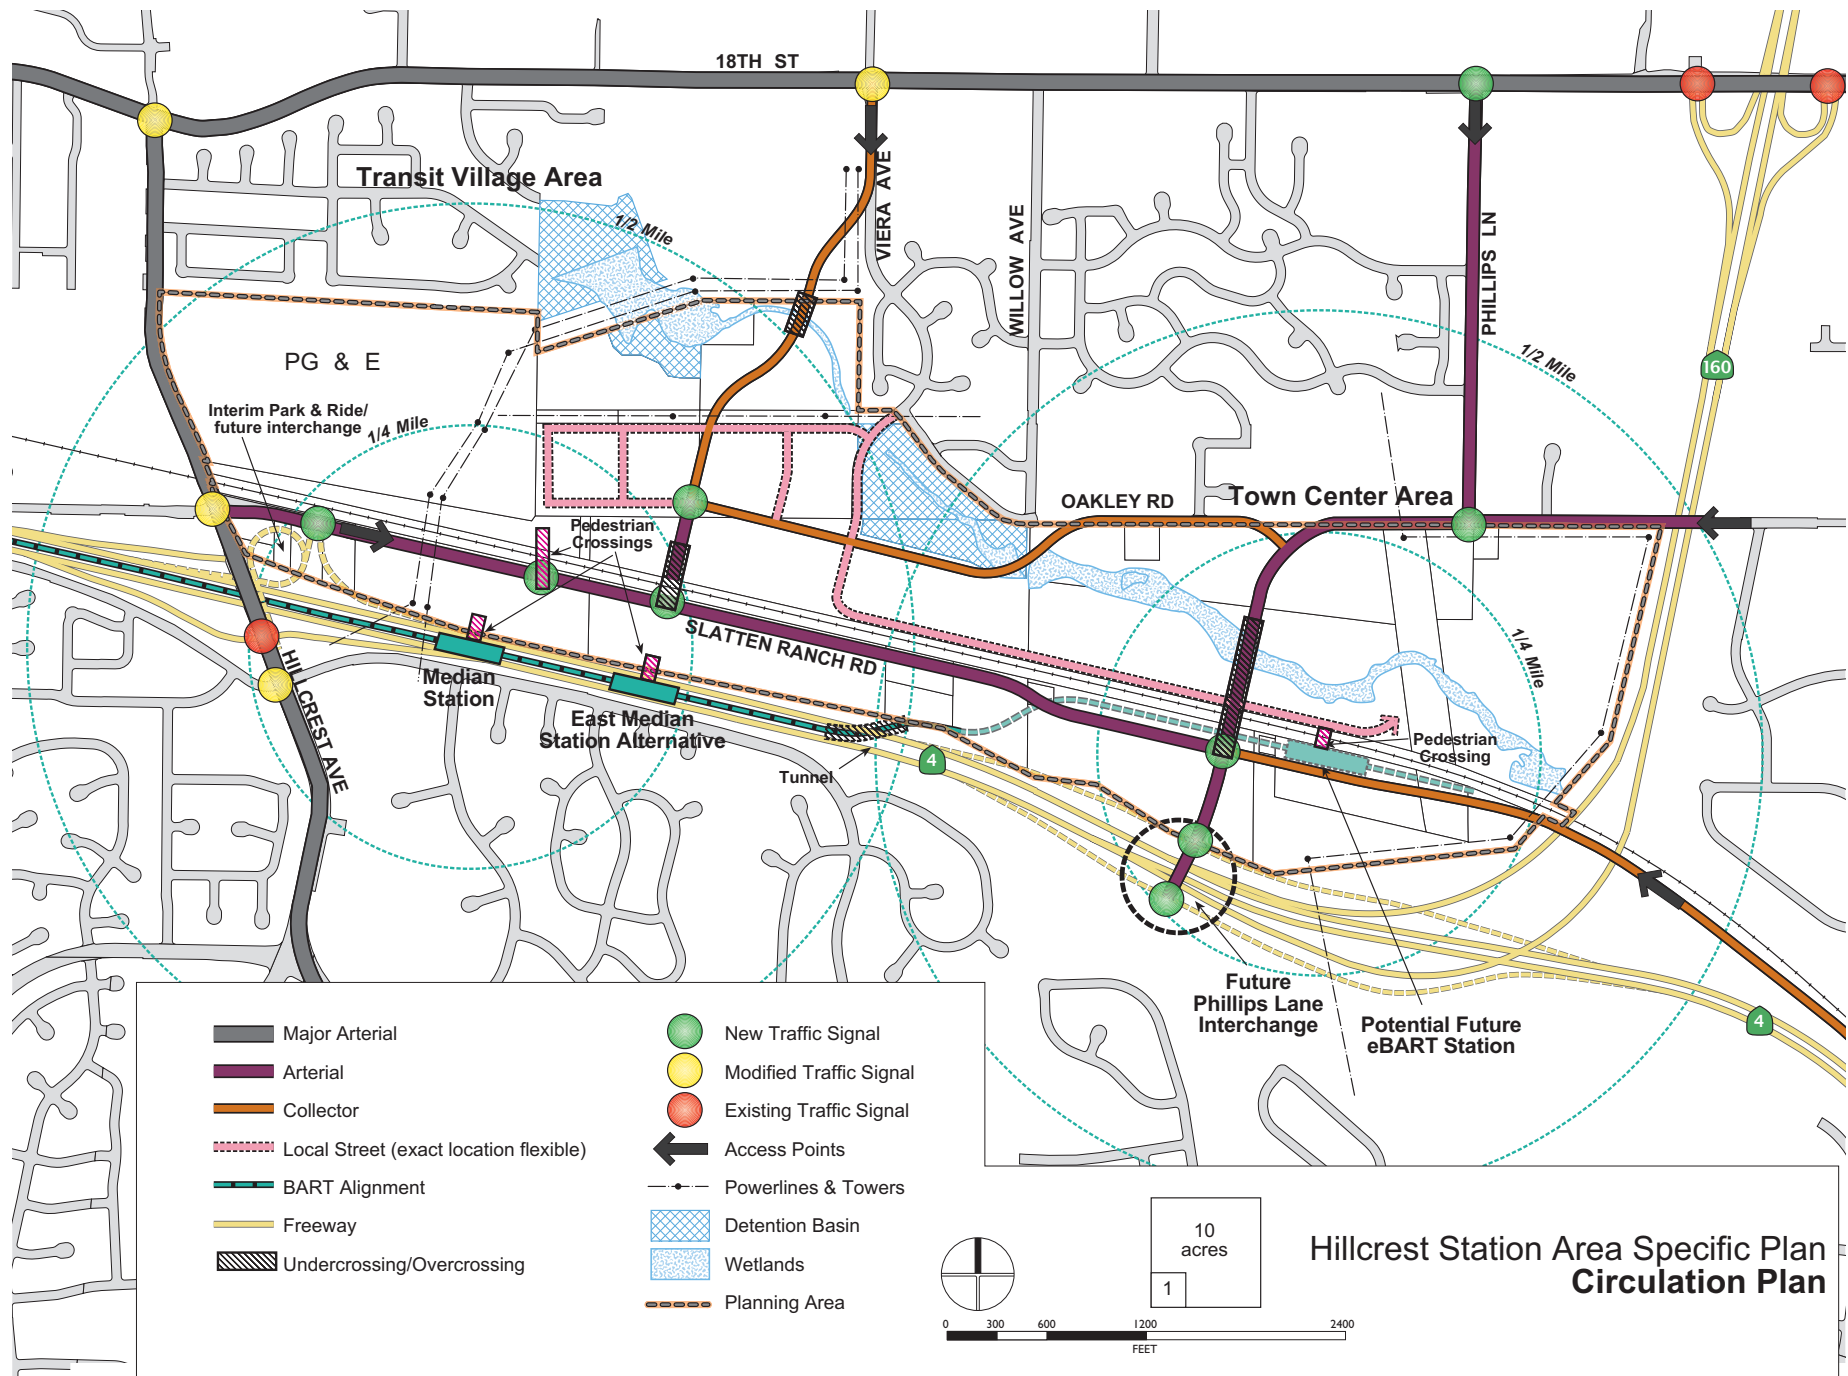 18TH ST
Transit Village Area
1/2 Mile
VIERA AVE
WILLOW AVE
PHILLIPS LN
1/2 Mile
160
PG & E
Interim Park & Ride/
future interchange
1/4 Mile
OAKLEY RD
Town Center Area
Pedestrian
Crossings
SLATTEN RANCH RD
1/4 Mile
HILLCREST AVE
Median
Station
East Median
Station Alternative
Tunnel
4
Pedestrian
Crossing
Future
Phillips Lane
Interchange
Potential Future
eBART Station
4
Major Arterial
Arterial
Collector
Local Street (exact location flexible)
BART Alignment
Freeway
Undercrossing/Overcrossing
New Traffic Signal
Modified Traffic Signal
Existing Traffic Signal
Access Points
Powerlines & Towers
Detention Basin
Wetlands
Planning Area
10
acres
1
0 300 600 1200 2400
FEET
Hillcrest Station Area Specific Plan
Circulation Plan